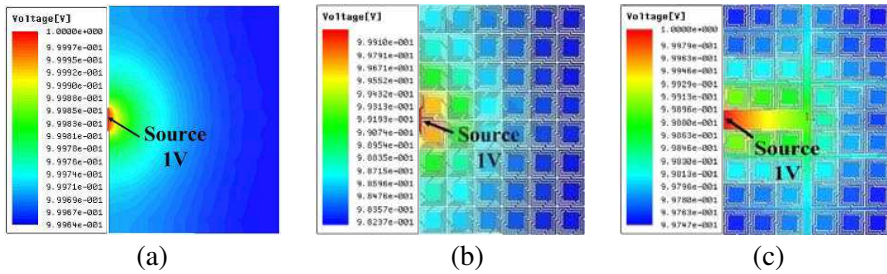 Voltage[V]
1.0000e+000
9.9997e-001
9.9995e-001
9.9992e-001
9.9990e-001
9.9988e-001
9.9985e-001
9.9983e-001
9.9981e-001
9.9978e-001
9.9976e-001
9.9974e-001
9.9971e-001
9.9969e-001
9.9967e-001
9.9964e-001
Source
1V
(a)
Voltage[V]
9.9910e-001
9.9791e-001
9.9671e-001
9.9552e-001
9.9432e-001
9.9313e-001
9.9193e-001
9.9074e-001
9.8954e-001
9.8835e-001
9.8715e-001
9.8596e-001
9.8476e-001
9.8357e-001
9.8237e-001
Source
1V
(b)
Voltage[V]
1.0000e+000
9.9979e-001
9.9963e-001
9.9946e-001
9.9929e-001
9.9913e-001
9.9896e-001
9.9880e-001
9.9863e-001
9.9846e-001
9.9830e-001
9.9813e-001
9.9796e-001
9.9780e-001
9.9763e-001
9.9747e-001
Source
1V
(c)